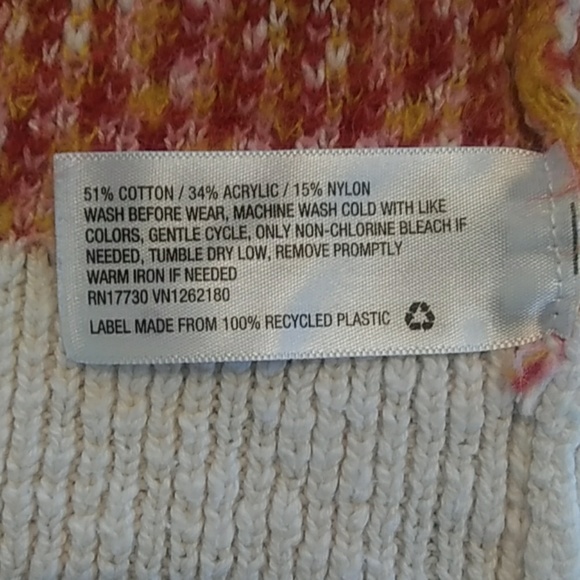 51% COTTON / 34% ACRYLIC / 15% NYLON
WASH BEFORE WEAR, MACHINE WASH COLD WITH LIKE
COLORS, GENTLE CYCLE, ONLY NON-CHLORINE BLEACH IF
NEEDED, TUMBLE DRY LOW, REMOVE PROMPTLY
WARM IRON IF NEEDED
RN17730 VN1262180
LABEL MADE FROM 100% RECYCLED PLASTIC